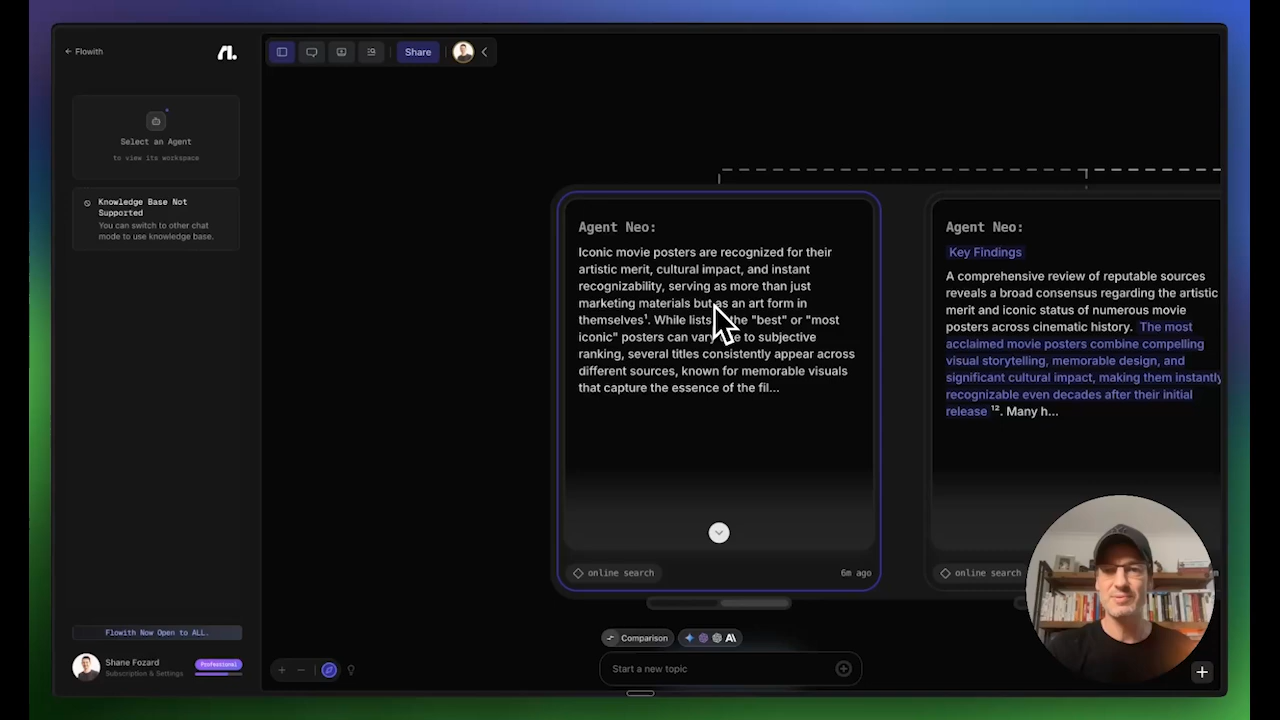 Flowith
Share
Select an Agent
to view its workspace
Knowledge Base Not
Supported
You can switch to other chat
mode to use knowledge base.
Agent Neo:
Iconic movie posters are recognized for their
artistic merit, cultural impact, and instant
recognizability, serving as more than just
marketing materials but as an art form in
themselves¹. While lists the "best" or "most
iconic" posters can vary to subjective
ranking, several titles consistently appear across
different sources, known for memorable visuals
that capture the essence of the fil...
online search
6m ago
Agent Neo:
Key Findings
A comprehensive review of reputable sources
reveals a broad consensus regarding the artistic
merit and iconic status of numerous movie
posters across cinematic history. The most
acclaimed movie posters combine compelling
visual storytelling, memorable design, and
significant cultural impact, making them instantly
recognizable even decades after their initial
release ¹². Many h...
online search
Comparison
Start a new topic
Flowith Now Open to ALL.
Shane Fozard
Professional
Subscription & Settings